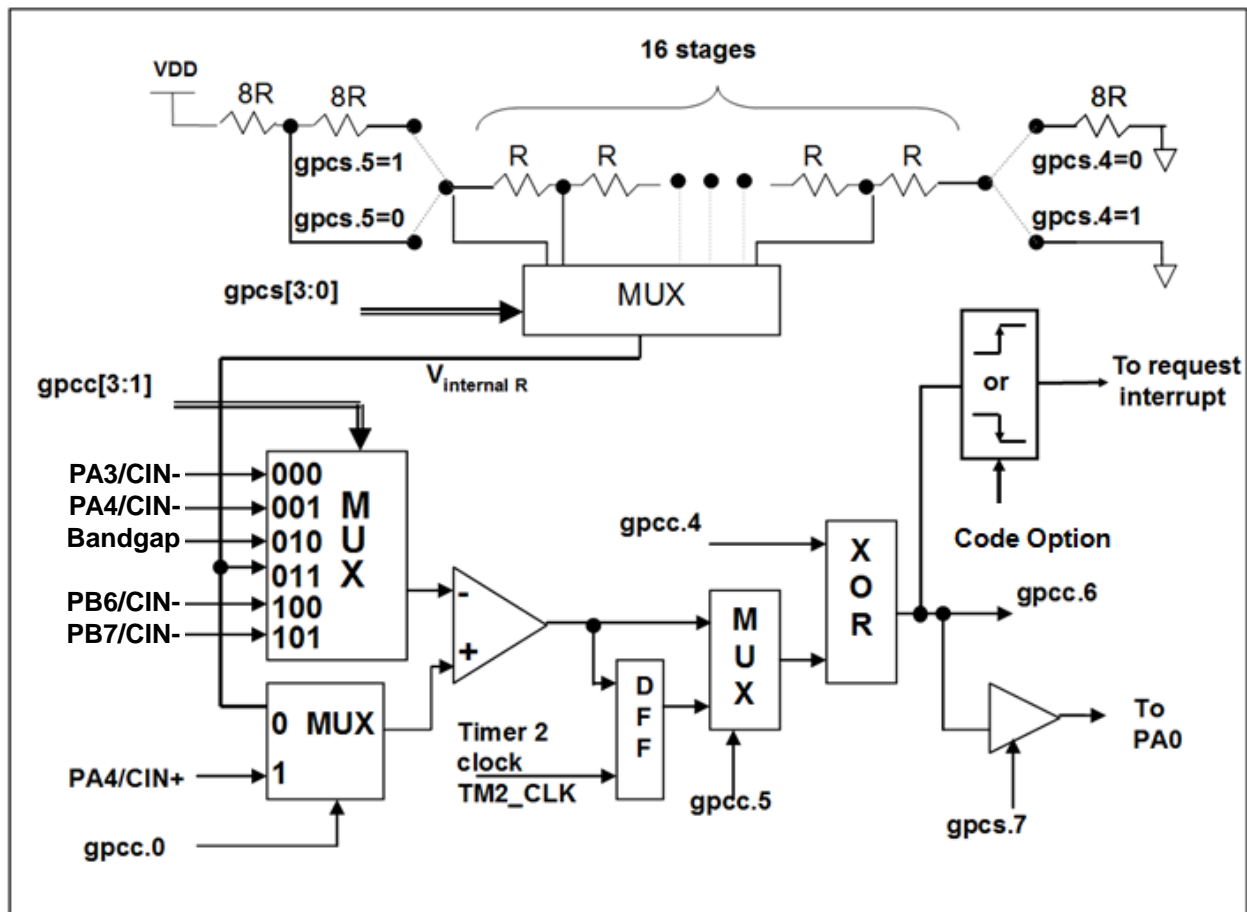 16 stages
VDD
8R
8R
8R
gpcs.5=1
R
R
R
R
gpcs.4=0
gpcs.5=0
gpcs.4=1
gpcs[3:0]
MUX
V internal R
gpcc[3:1]
or
To request
interrupt
PA3/CIN-
000
PA4/CIN-
001
Bandgap
010
011
PB6/CIN-
100
PB7/CIN-
101
M
U
X
gpcc.4
Code Option
-
+
M
U
X
X
O
R
gpcc.6
D
F
F
0
MUX
1
PA4/CIN+
Timer 2
clock
TM2_CLK
gpcc.5
To
PA0
gpcs.7
gpcc.0